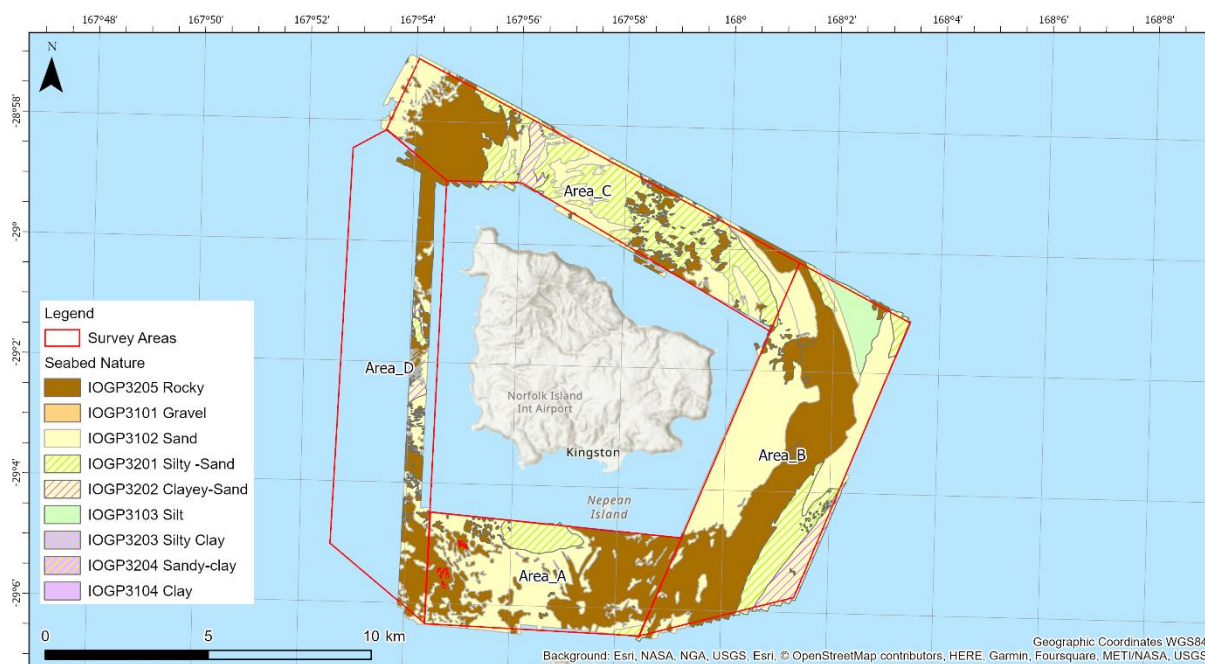 167°48' 167°50' 167°52' 167°54' 167°56' 167°58' 168° 168°2' 168°4' 168°6' 168°8'
N
-28°58'
Area_C
-29°
Legend
Survey Areas
-29°2'
Seabed Nature
Area_D
IOGP3205 Rocky
Norfolk Island
Int Airport
IOGP3101 Gravel
IOGP3102 Sand
Kingston
Area_B
IOGP3201 Silty -Sand
-29°4'
IOGP3202 Clayey-Sand
Nepean
Island
IOGP3103 Silt
IOGP3203 Silty Clay
IOGP3204 Sandy-clay
Area_A
IOGP3104 Clay
-29°6'
0 5 10 km
Geographic Coordinates WGS84
Background: Esri, NASA, NGA, USGS, Esri, © OpenStreetMap contributors, HERE, Garmin, Foursquare, METI/NASA, USGS